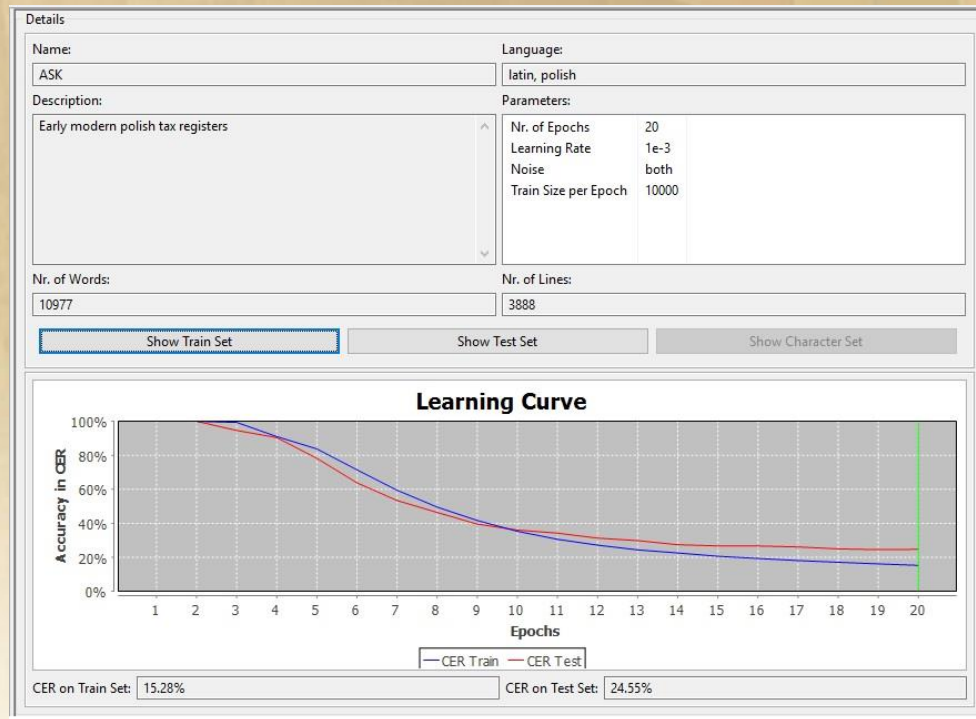 Details
Name: Language:
ASK latin, polish
Description: Parameters:
Early modern polish tax registers
Nr. of Epochs 20
Learning Rate 1e-3
Noise both
Train Size per Epoch 10000
Nr. of Words: Nr. of Lines:
10977 3888
Show Train Set Show Test Set Show Character Set
Learning Curve
Accuracy in CER
100%
80%
60%
40%
20%
0%
1 2 3 4 5 6 7 8 9 10 11 12 13 14 15 16 17 18 19 20
Epochs
CER Train CER Test
CER on Train Set: 15.28% CER on Test Set: 24.55%